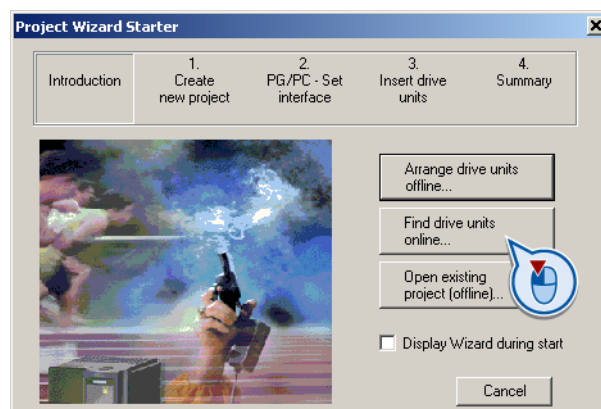 Project Wizard Starter
Introduction
1.
Create
new project
2.
PG/PC - Set
interface
3.
Insert drive
units
4.
Summary
Arrange drive units
offline...
Find drive units
online...
Open existing
project (offline)...
Display Wizard during start
Cancel